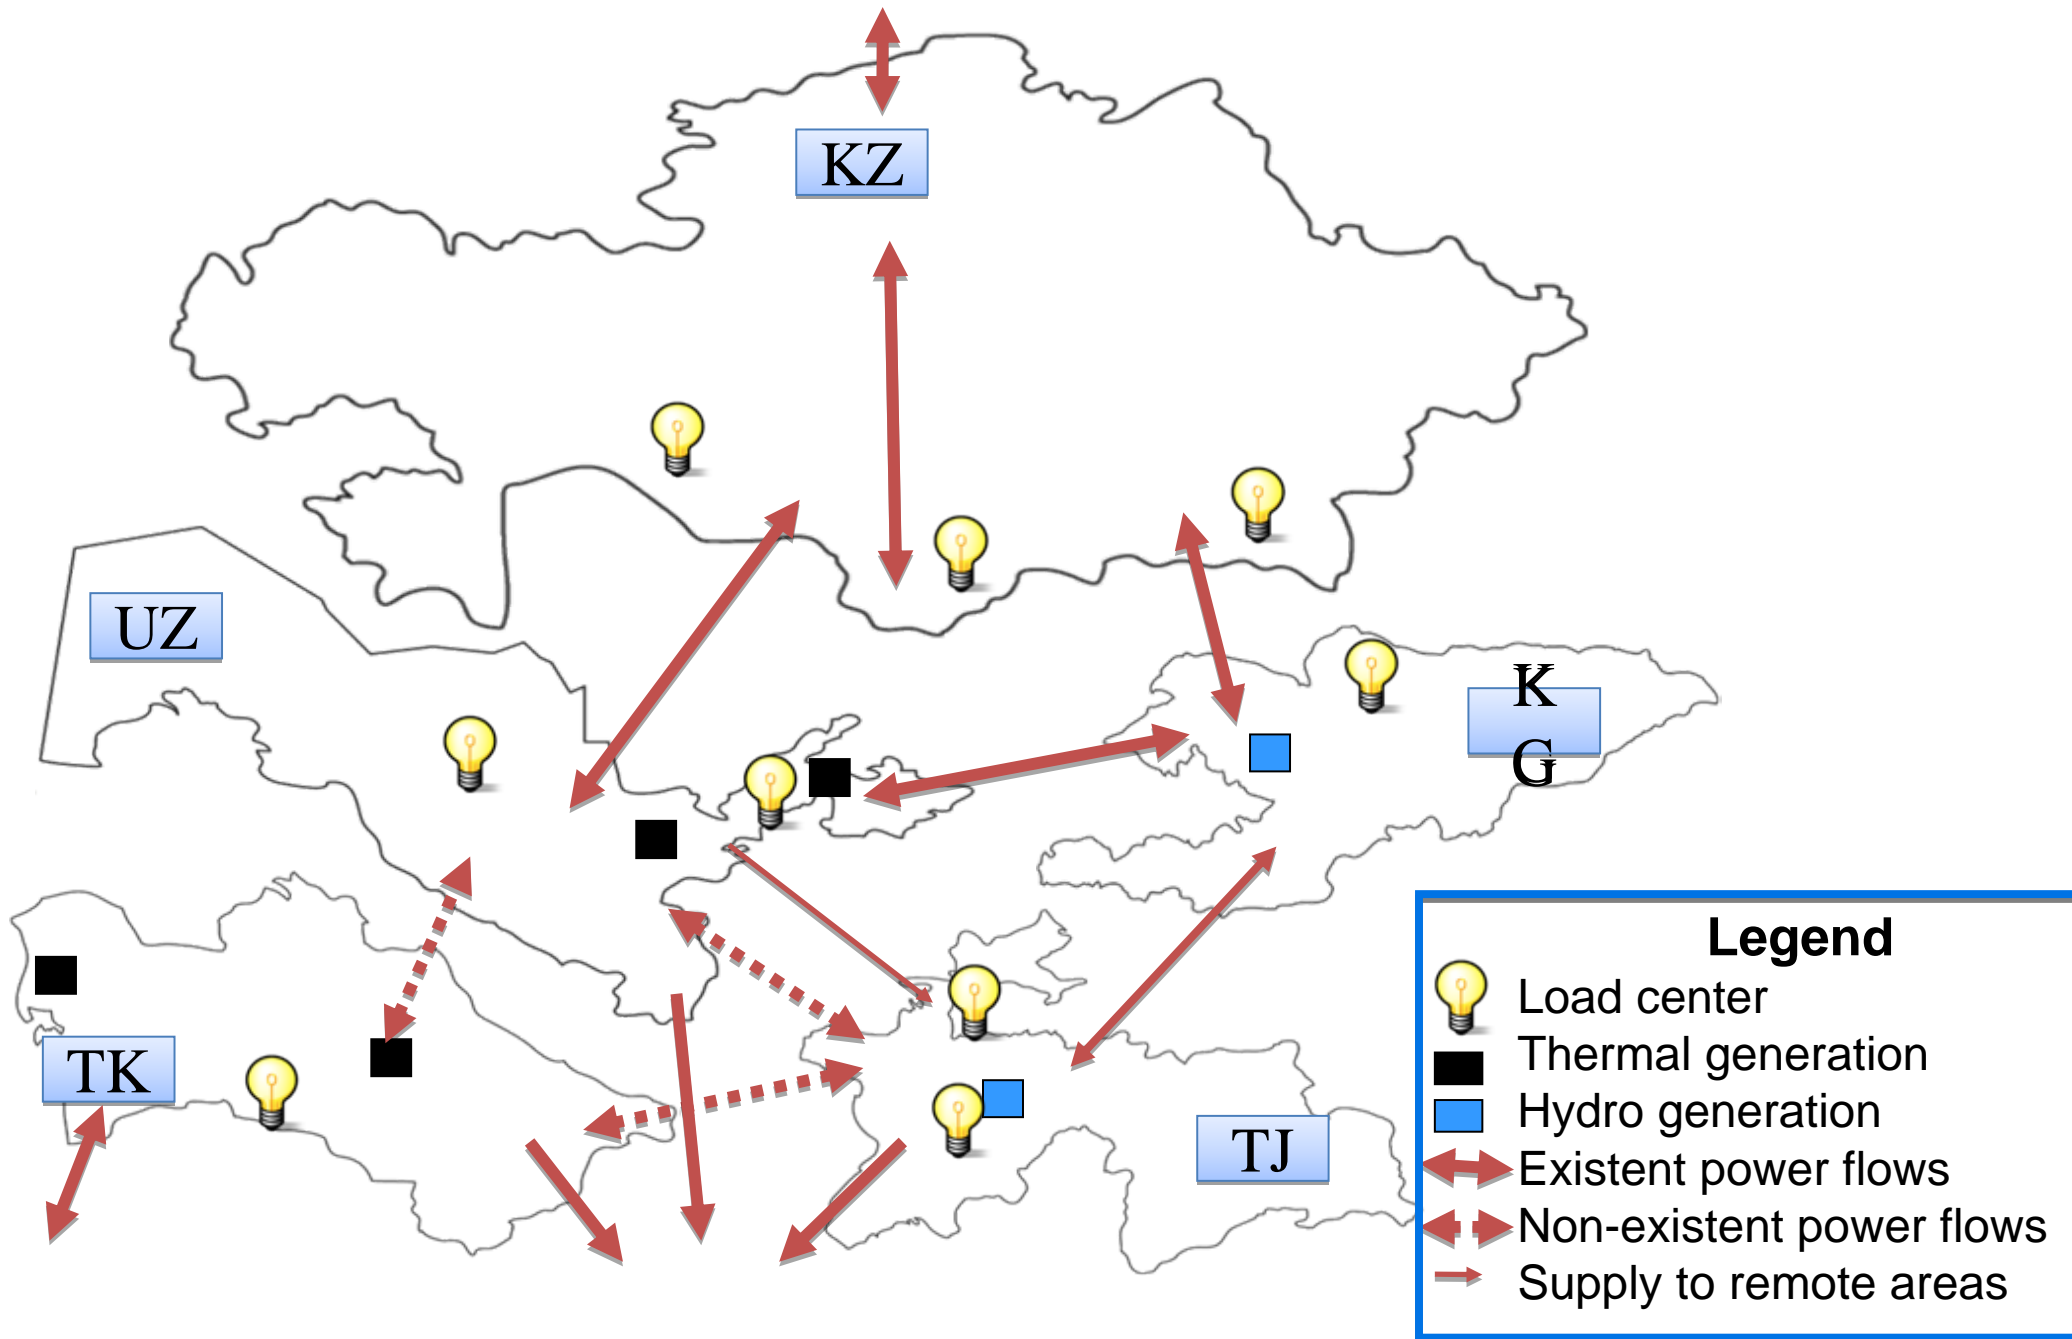 KZ
UZ
K
G
TK
TJ
Legend
Load center
Thermal generation
Hydro generation
Existent power flows
Non-existent power flows
Supply to remote areas